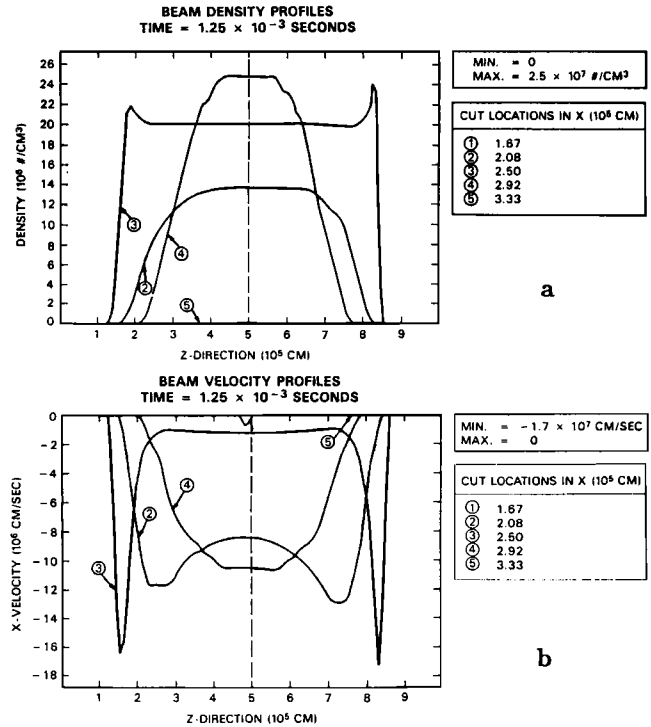 BEAM DENSITY PROFILES
TIME = 1.25 × 10⁻³ SECONDS
DENSITY (10⁶ #/CM³)
26
24
22
20
18
16
14
12
10
8
6
4
2
0
③
④
②
⑤
1 2 3 4 5 6 7 8 9
Z-DIRECTION (10⁵ CM)
MIN. = 0
MAX. = 2.5 × 10⁷ #/CM³
CUT LOCATIONS IN X (10⁵ CM)
① 1.67
② 2.08
③ 2.50
④ 2.92
⑤ 3.33
a
BEAM VELOCITY PROFILES
TIME = 1.25 × 10⁻³ SECONDS
X-VELOCITY (10⁶ CM/SEC)
0
-2
-4
-6
-8
-10
-12
-14
-16
-18
⑤
④
②
③
1 2 3 4 5 6 7 8 9
Z-DIRECTION (10⁵ CM)
MIN. = -1.7 × 10⁷ CM/SEC
MAX. = 0
CUT LOCATIONS IN X (10⁵ CM)
① 1.67
② 2.08
③ 2.50
④ 2.92
⑤ 3.33
b